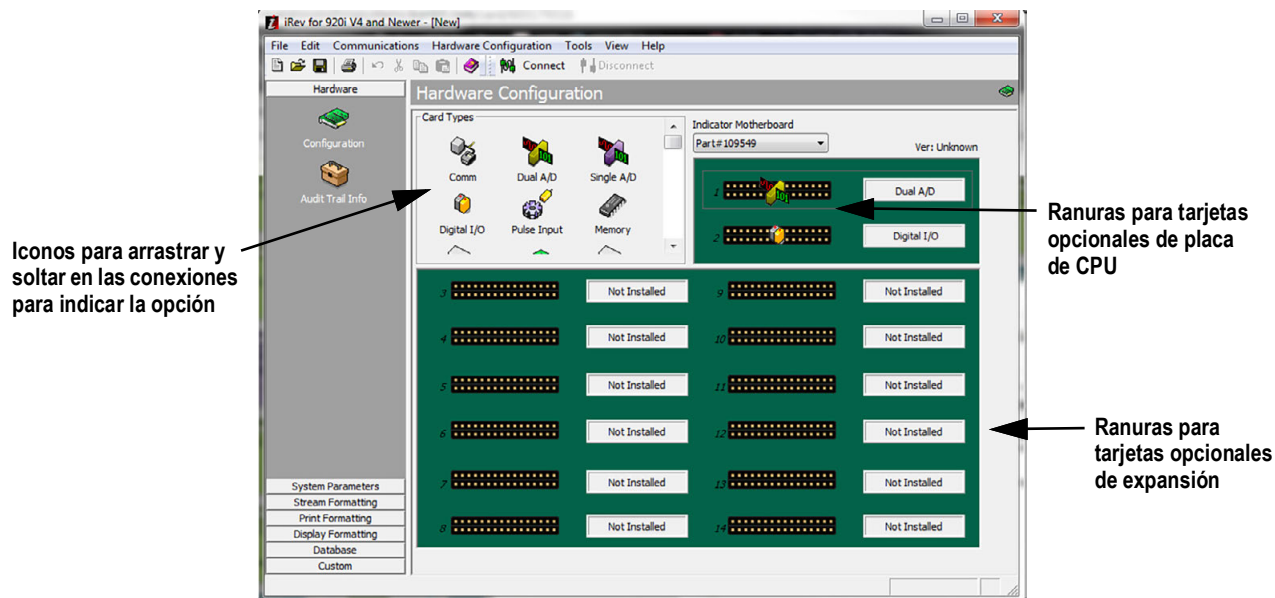 iRev for 920i V4 and Newer - [New]
File Edit Communications Hardware Configuration Tools View Help
Connect Disconnect
Hardware
Hardware Configuration
Configuration
Audit Trail Info
Card Types
Comm Dual A/D Single A/D
Digital I/O Pulse Input Memory
Indicator Motherboard
Part#109549
Ver: Unknown
1 Dual A/D
2 Digital I/O
3 Not Installed 9 Not Installed
4 Not Installed 10 Not Installed
5 Not Installed 11 Not Installed
6 Not Installed 12 Not Installed
7 Not Installed 13 Not Installed
8 Not Installed 14 Not Installed
System Parameters
Stream Formatting
Print Formatting
Display Formatting
Database
Custom
Iconos para arrastrar y
soltar en las conexiones
para indicar la opción
Ranuras para tarjetas
opcionales de placa
de CPU
Ranuras para
tarjetas opcionales
de expansión